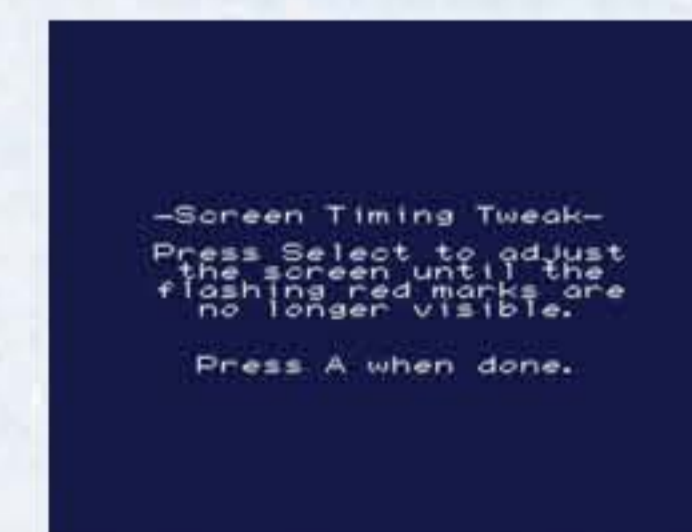 -Screen Timing Tweak-
Press Select to adjust
the screen until the
flashing red marks are
no longer visible.
Press A when done.